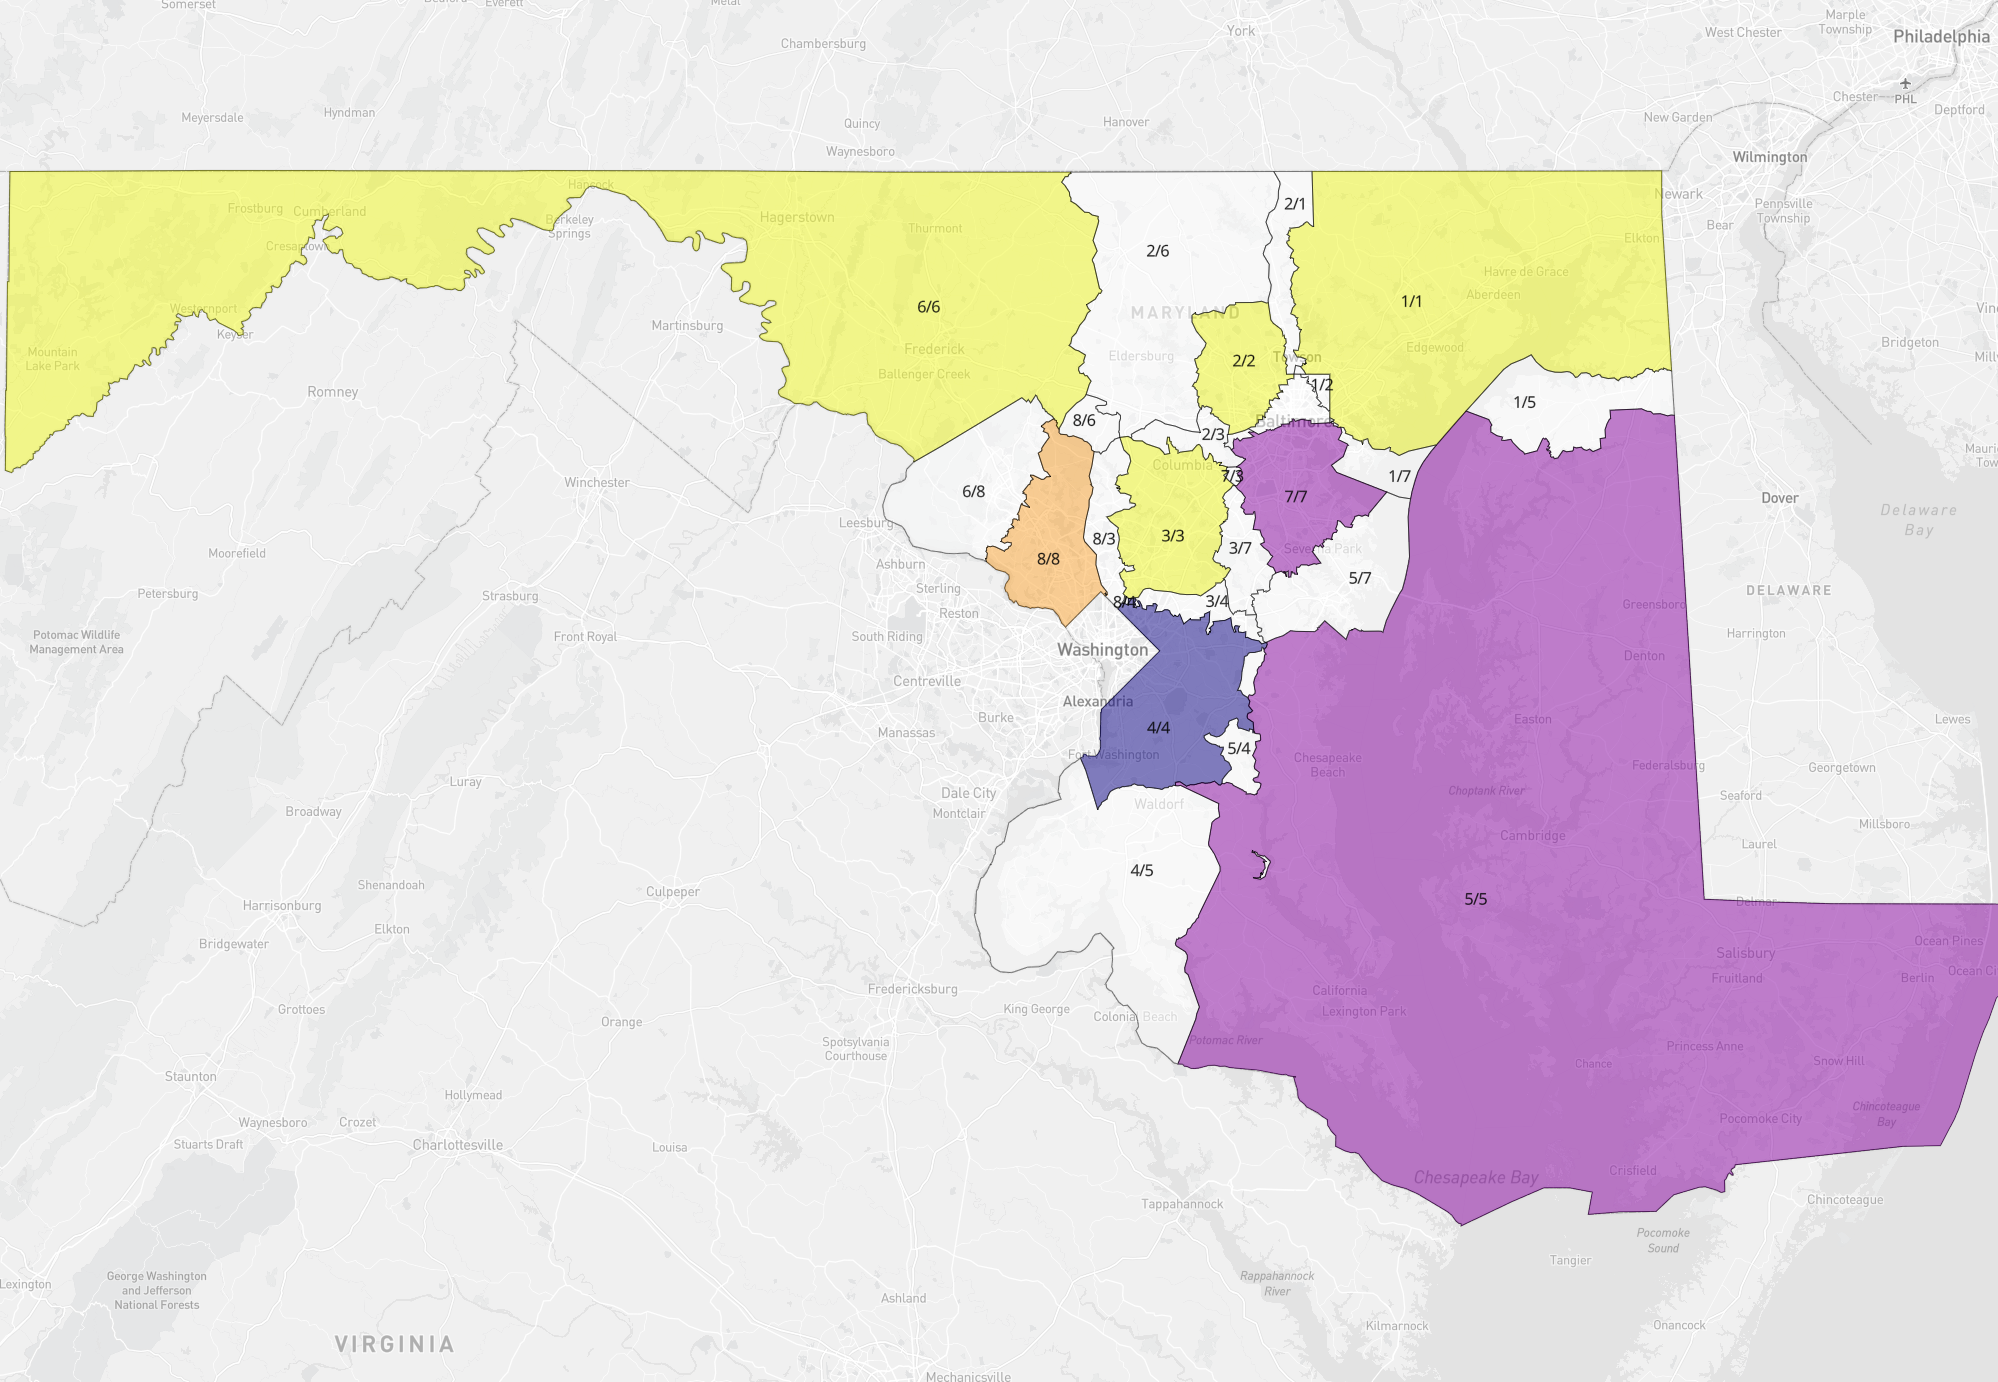 Somerset
Bedford
Everett
Metal
York
West Chester
Marple
Township
Philadelphia
Chambersburg
Meyersdale
Hyndman
Quincy
Hanover
New Garden
Chester
PHL
Deptford
Waynesboro
Wilmington
Newark
Pennsville
Township
Bear
Hancock
Frostburg
Cumberland
Berkeley
Springs
Hagerstown
Thurmont
2/1
Elkton
Cresaptown
2/6
Havre de Grace
Aberdeen
1/1
Westernport
6/6
MARYLAND
Keyser
Martinsburg
Edgewood
Bridgeton
Mountain
Lake Park
Frederick
Ballenger Creek
Eldersburg
2/2
Towson
1/2
Romney
1/5
8/6
Baltimore
2/3
Columbia
Winchester
6/8
7/3
7/7
1/7
Dover
Delaware
Bay
Leesburg
8/3
3/3
3/7
Severna Park
Moorefield
8/8
Ashburn
5/7
Petersburg
Strasburg
Sterling
Reston
8/4
3/4
DELAWARE
Greensboro
Potomac Wildlife
Management Area
Front Royal
South Riding
Washington
Harrington
Denton
Centreville
Alexandria
Burke
4/4
Easton
Lewes
Manassas
Fort Washington
5/4
Chesapeake
Beach
Federalsburg
Georgetown
Luray
Dale City
Montclair
Waldorf
Choptank River
Seaford
Broadway
Cambridge
Millsboro
Laurel
4/5
Shenandoah
Culpeper
5/5
Delmar
Harrisonburg
Elkton
Bridgewater
Salisbury
Fruitland
Ocean Pines
Berlin
Fredericksburg
California
Lexington Park
Grottoes
King George
Colonial Beach
Orange
Spotsylvania
Courthouse
Potomac River
Princess Anne
Chance
Snow Hill
Staunton
Hollymead
Chincoteague
Bay
Waynesboro
Crozet
Pocomoke City
Stuarts Draft
Charlottesville
Louisa
Chesapeake Bay
Crisfield
Tappahannock
Chincoteague
Pocomoke
Sound
Tangier
Lexington
George Washington
and Jefferson
National Forests
Rappahannock
River
Ashland
VIRGINIA
Kilmarnock
Onancock
Mechanicsville